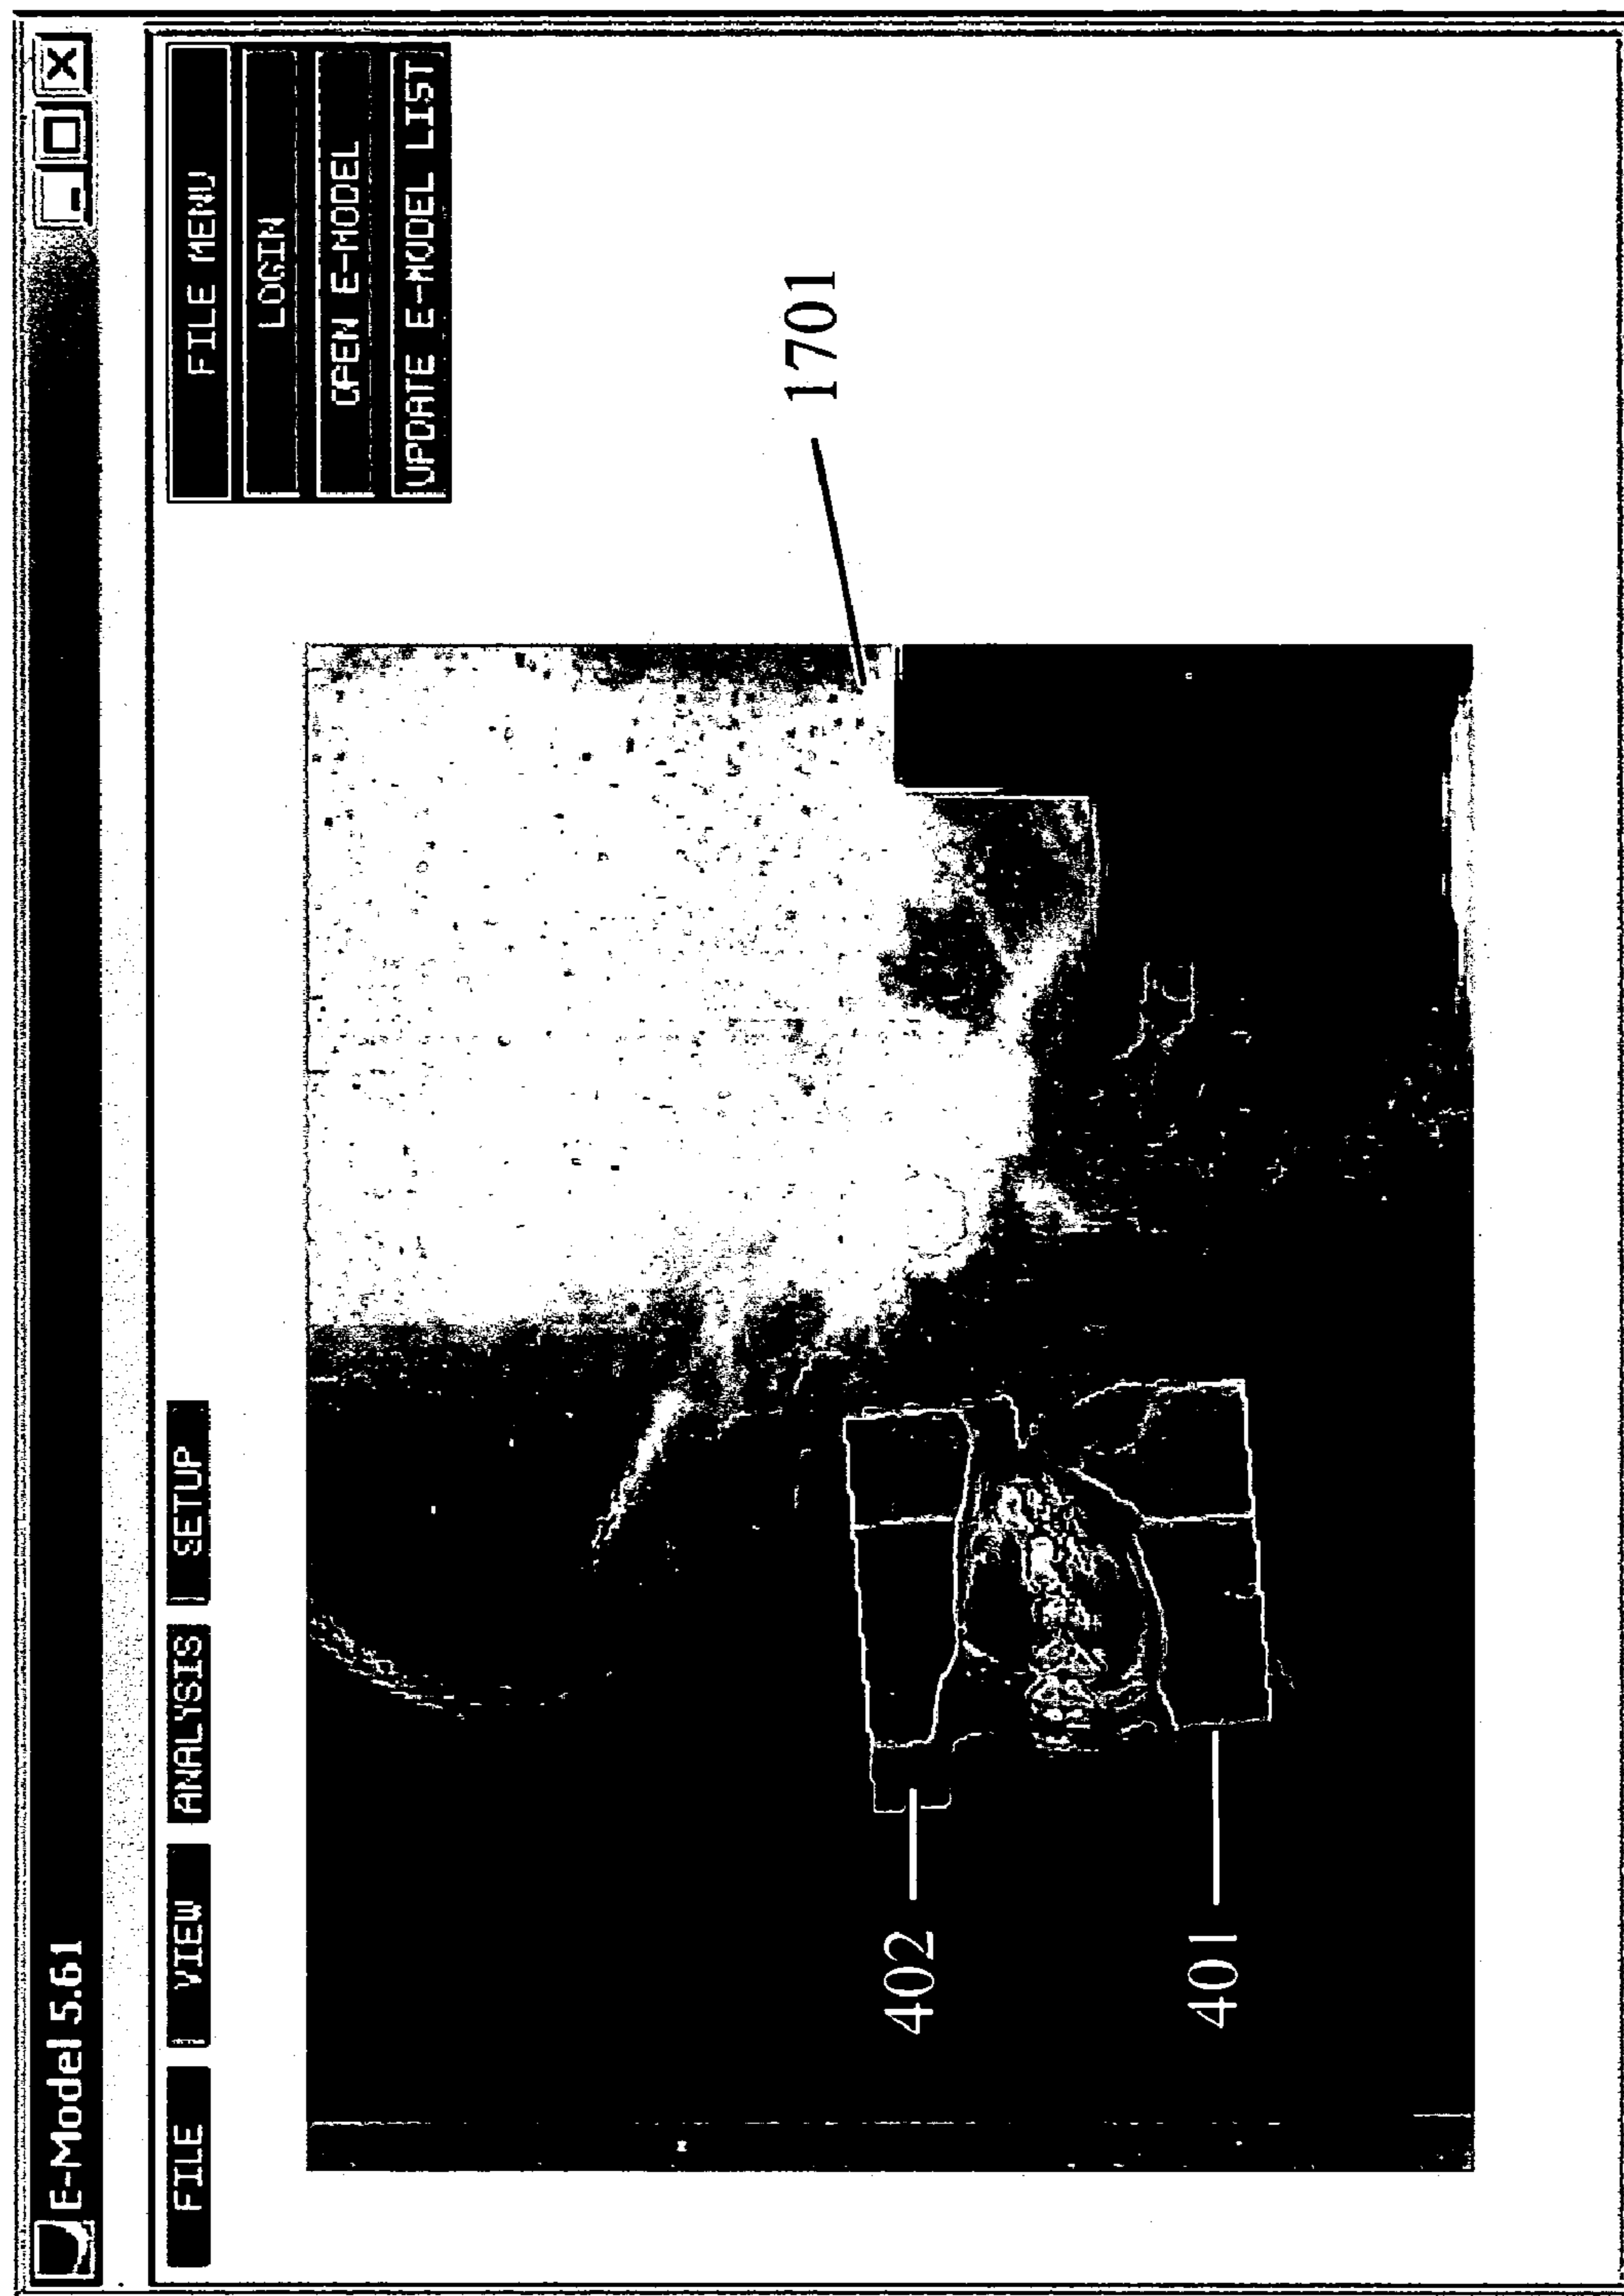 E-Model 5.61
FILE | VIEW ANALYSIS | SETUP
FILE MENU
LOGIN
OPEN E-MODEL
UPDATE E-MODEL LIST
1701
402
401